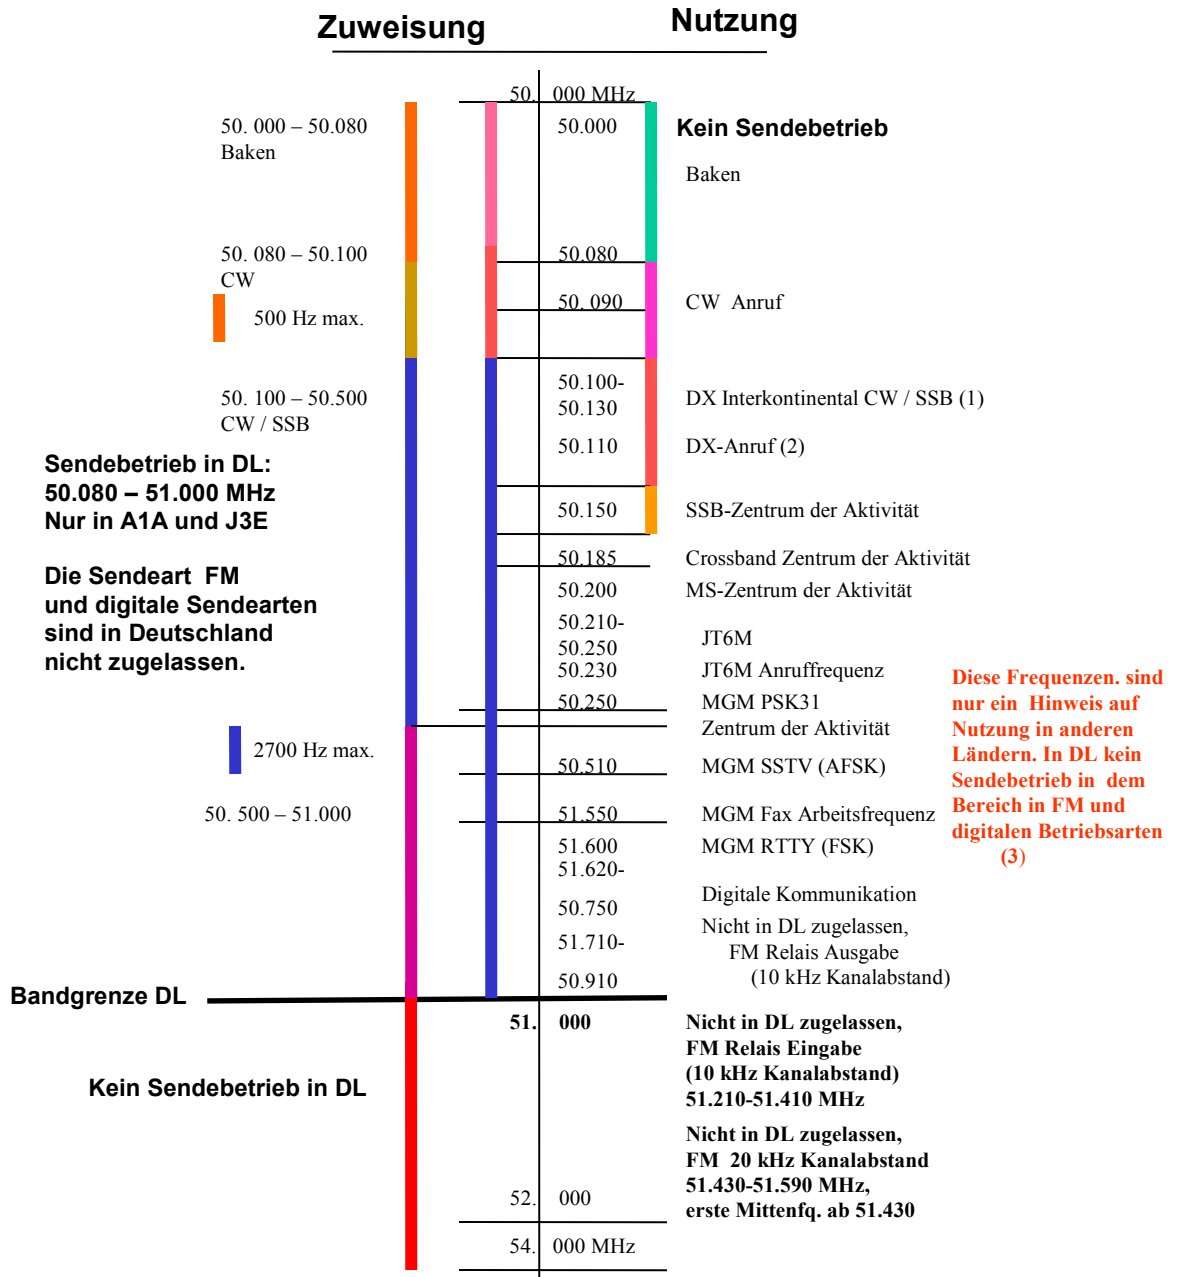 Zuweisung
Nutzung
50. 000 MHz
50. 000 – 50.080
Baken
50.000
Kein Sendebetrieb
Baken
50. 080 – 50.100
CW
50.080
500 Hz max.
50. 090
CW Anruf
50. 100 – 50.500
CW / SSB
50.100-
50.130
DX Interkontinental CW / SSB (1)
50.110
DX-Anruf (2)
Sendebetrieb in DL:
50.080 – 51.000 MHz
Nur in A1A und J3E
50.150
SSB-Zentrum der Aktivität
50.185
Crossband Zentrum der Aktivität
Die Sendeart FM
und digitale Sendearten
sind in Deutschland
nicht zugelassen.
50.200
MS-Zentrum der Aktivität
50.210-
50.250
JT6M
50.230
JT6M Anruffrequenz
50.250
MGM PSK31
Zentrum der Aktivität
Diese Frequenzen. sind
nur ein Hinweis auf
Nutzung in anderen
Ländern. In DL kein
Sendebetrieb in dem
Bereich in FM und
digitalen Betriebsarten
(3)
2700 Hz max.
50.510
MGM SSTV (AFSK)
50. 500 – 51.000
51.550
MGM Fax Arbeitsfrequenz
51.600
MGM RTTY (FSK)
51.620-
50.750
Digitale Kommunikation
51.710-
50.910
Nicht in DL zugelassen,
FM Relais Ausgabe
(10 kHz Kanalabstand)
Bandgrenze DL
51. 000
Nicht in DL zugelassen,
FM Relais Eingabe
(10 kHz Kanalabstand)
51.210-51.410 MHz
Kein Sendebetrieb in DL
Nicht in DL zugelassen,
FM 20 kHz Kanalabstand
51.430-51.590 MHz,
erste Mittenfq. ab 51.430
52. 000
54. 000 MHz